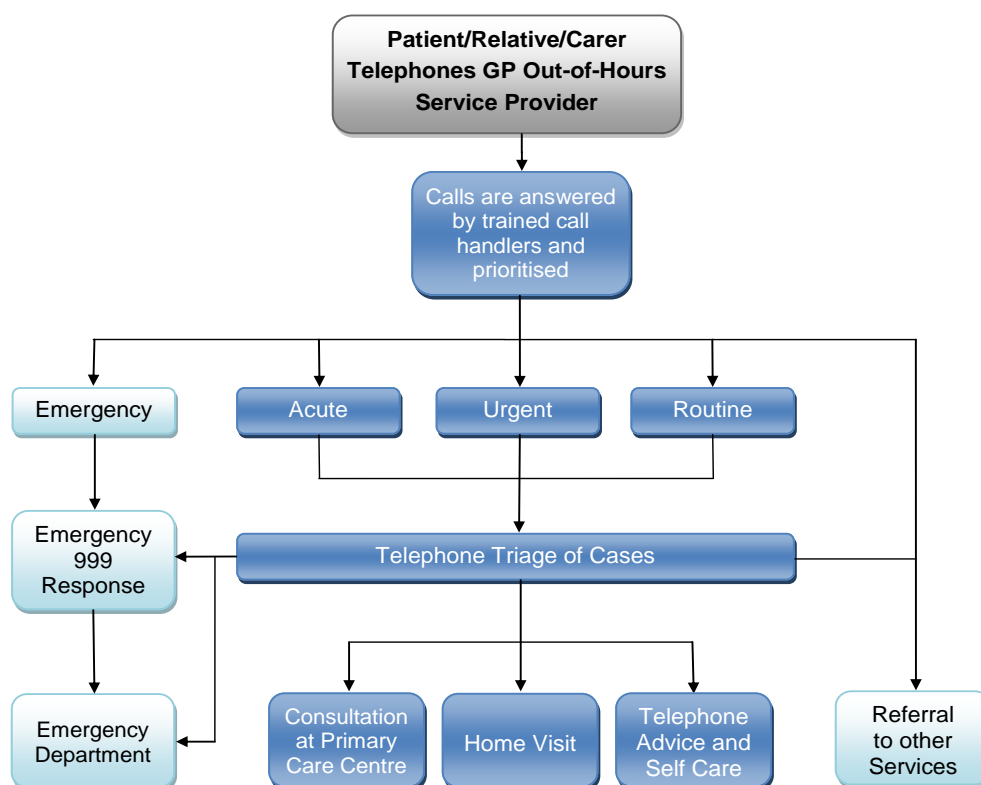 Patient/Relative/Carer
Telephones GP Out-of-Hours
Service Provider
Calls are answered
by trained call
handlers and
prioritised
Emergency
Acute
Urgent
Routine
Emergency
999
Response
Telephone Triage of Cases
Emergency
Department
Consultation
at Primary
Care Centre
Home Visit
Telephone
Advice and
Self Care
Referral
to other
Services